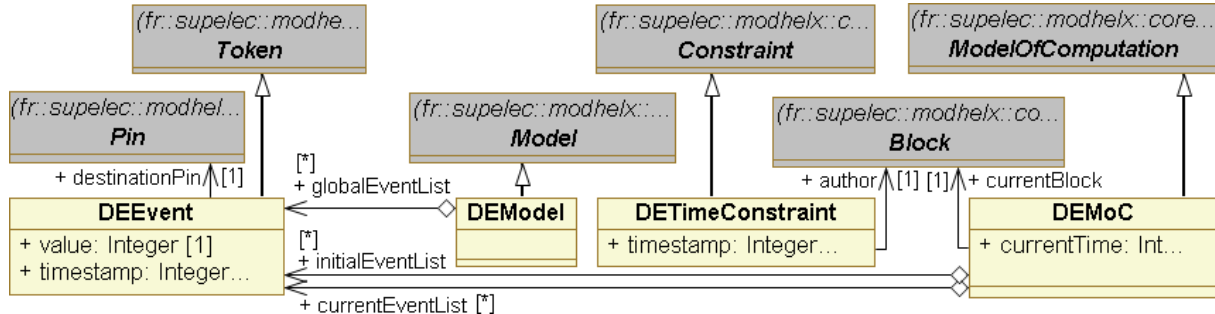 (fr::supelec::modhe...
Token
(fr::supelec::modhelx::c...
Constraint
(fr::supelec::modhelx::core...
ModelOfComputation
(fr::supelec::modhel...
Pin
(fr::supelec::modhelx::...
Model
(fr::supelec::modhelx::co...
Block
+ destinationPin [1]
[*]
+ globalEventList
+ author [1]
[1] + currentBlock
DEEvent
+ value: Integer [1]
+ timestamp: Integer...
DEModel
DETimeConstraint
+ timestamp: Integer...
DEMoC
+ currentTime: Int...
[*]
+ initialEventList
+ currentEventList [*]